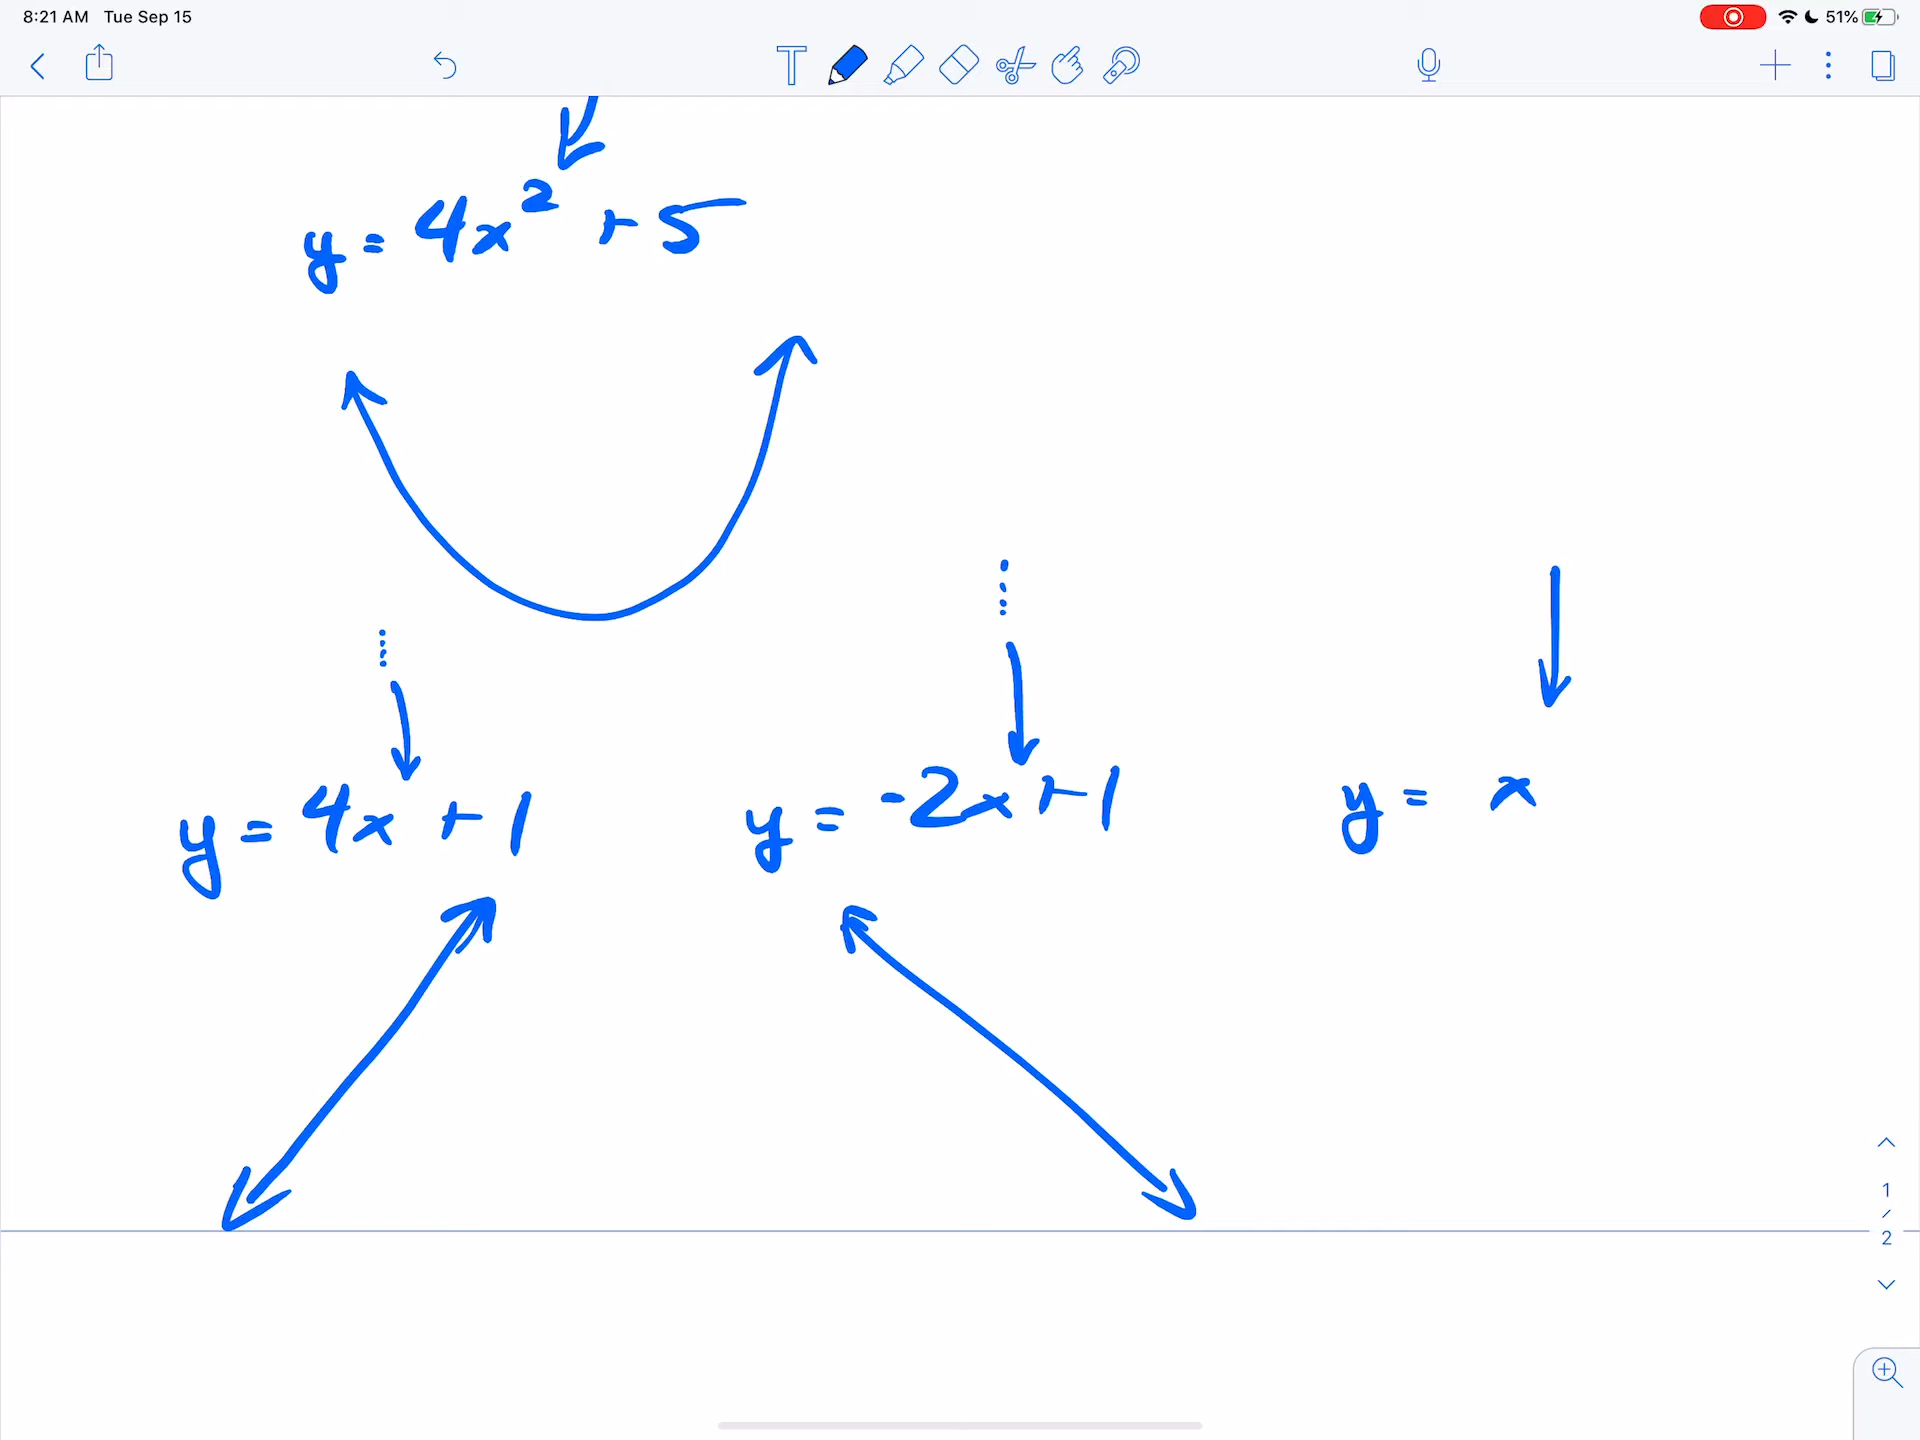 8:21 AM Tue Sep 15
51%
T
y = 4x² + 5
y = 4x + 1
y = -2x + 1
y = x
1
/
2